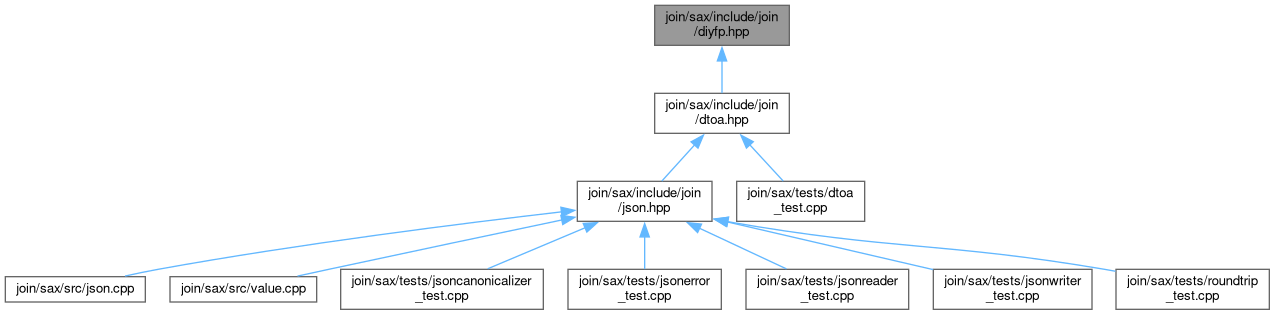 join/sax/include/join
/diyfp.hpp
join/sax/include/join
/dtoa.hpp
join/sax/include/join
/json.hpp
join/sax/tests/dtoa
_test.cpp
join/sax/src/json.cpp
join/sax/src/value.cpp
join/sax/tests/jsoncanonicalizer
_test.cpp
join/sax/tests/jsonerror
_test.cpp
join/sax/tests/jsonreader
_test.cpp
join/sax/tests/jsonwriter
_test.cpp
join/sax/tests/roundtrip
_test.cpp